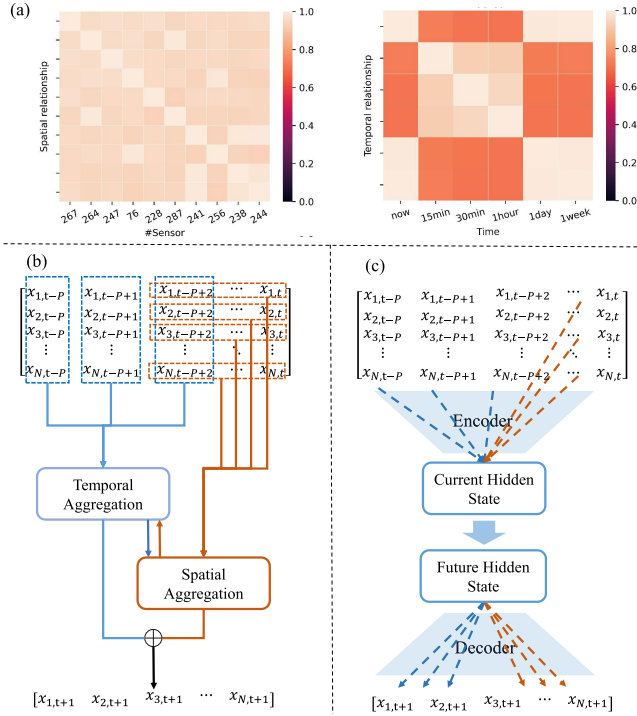 (a)
Spatial relationship
1.0
0.8
0.6
0.4
0.2
0.0
267 264 247 76 228 287 241 256 238 244
#Sensor
Temporal relationship
1.0
0.8
0.6
0.4
0.2
0.0
now 15min 30min 1hour 1day 1week
Time
(b)
x1,t−P x1,t−P+1 x1,t−P+2 ⋯ x1,t
x2,t−P x2,t−P+1 x2,t−P+2 ⋯ x2,t
x3,t−P x3,t−P+1 x3,t−P+2 ⋯ x3,t
⋮ ⋮ ⋮ ⋱ ⋮
xN,t−P xN,t−P+1 xN,t−P+2 ⋯ xN,t
Temporal
Aggregation
Spatial
Aggregation
[x1,t+1 x2,t+1 x3,t+1 ⋯ xN,t+1]
(c)
x1,t−P x1,t−P+1 x1,t−P+2 ⋯ x1,t
x2,t−P x2,t−P+1 x2,t−P+2 ⋯ x2,t
x3,t−P x3,t−P+1 x3,t−P+2 ⋯ x3,t
⋮ ⋮ ⋮ ⋱ ⋮
xN,t−P xN,t−P+1 xN,t−P+2 ⋯ xN,t
Encoder
Current Hidden
State
Future Hidden
State
Decoder
[x1,t+1 x2,t+1 x3,t+1 ⋯ xN,t+1]